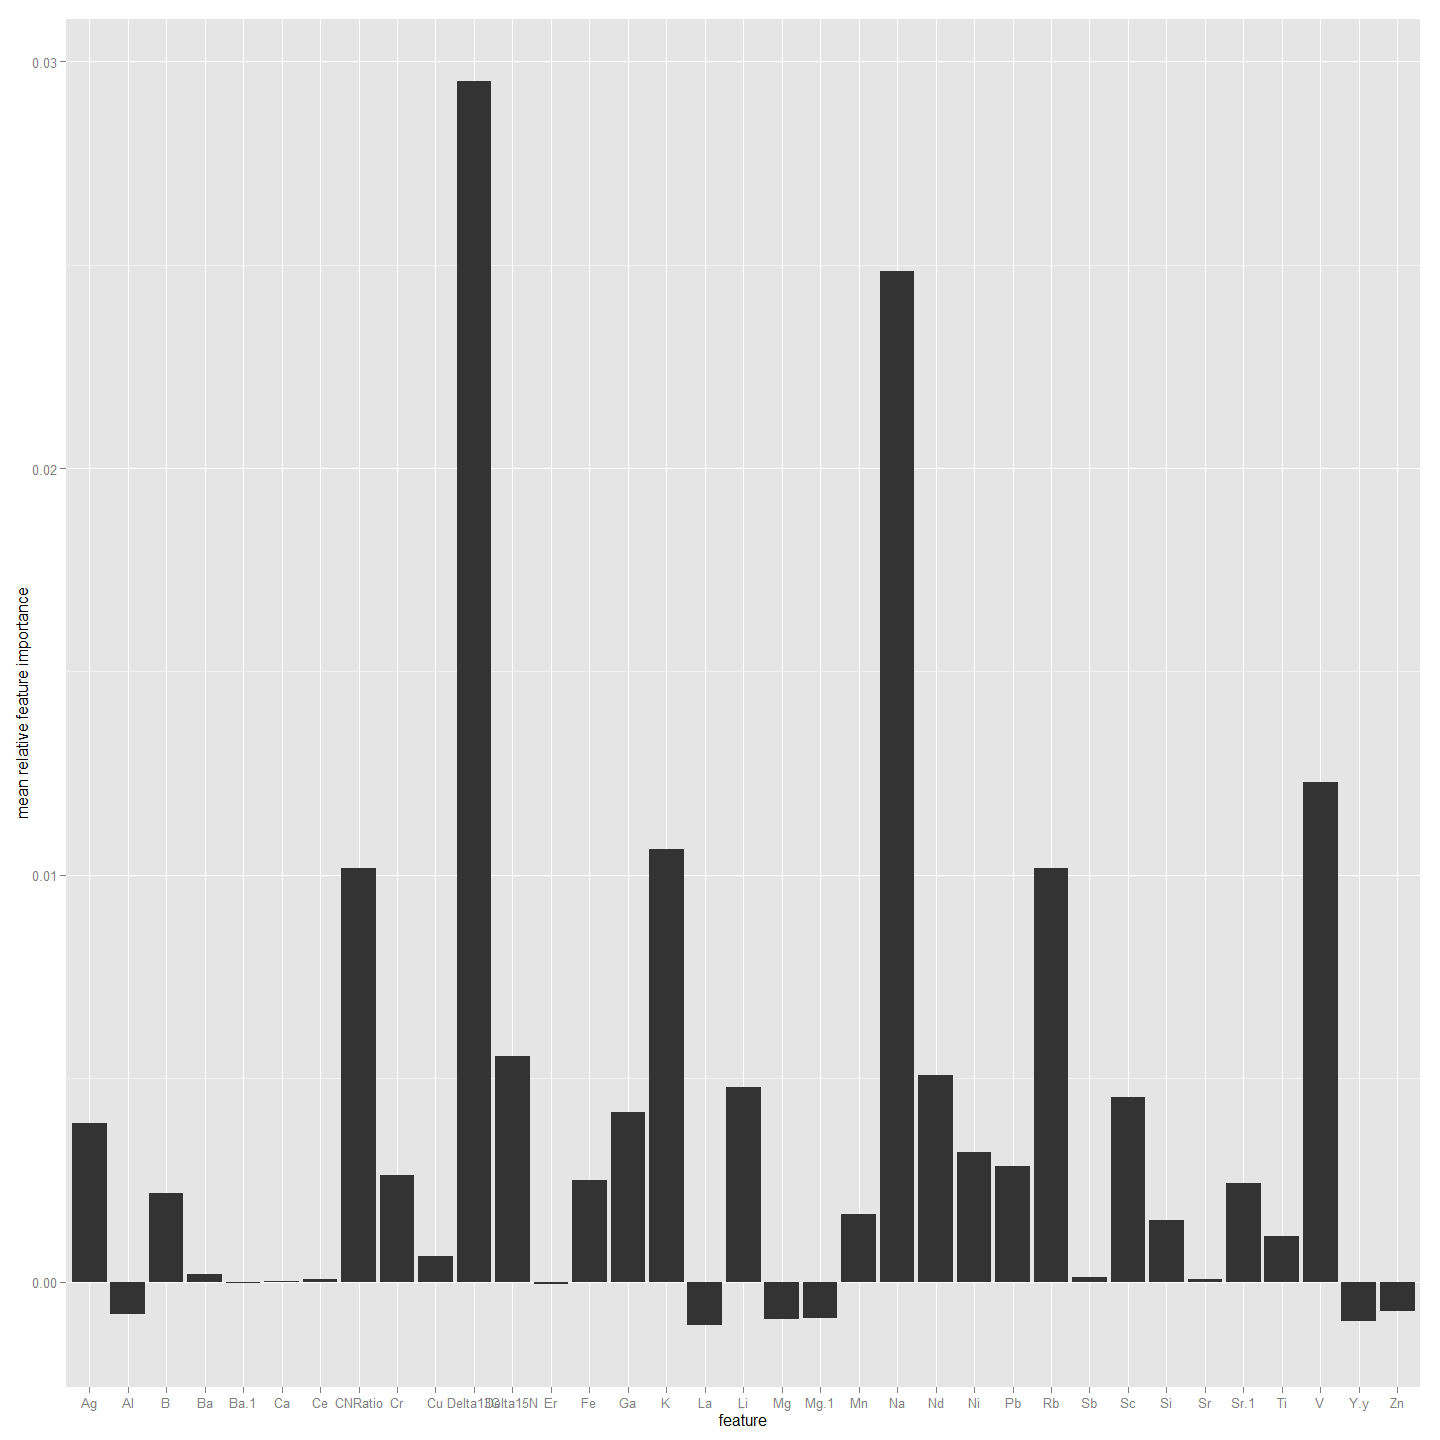 mean relative feature importance
0.03
0.02
0.01
0.00
Ag Al B Ba Ba.1 Ca Ce CNRatio Cr Cu Delta13C Delta15N Er Fe Ga K La Li Mg Mg.1 Mn Na Nd Ni Pb Rb Sb Sc Si Sr Sr.1 Ti V Y.y Zn
feature